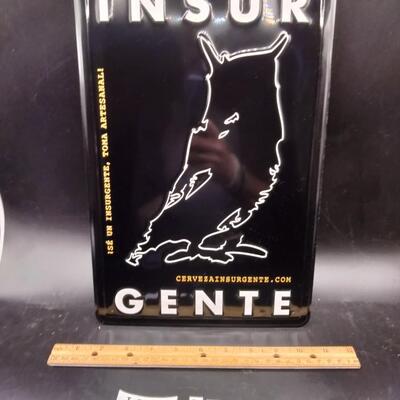 INSUR
¡SÉ UN INSURGENTE, TOMA ARTESANAL!
CERVEZAINSURGENTE.COM
GENTE